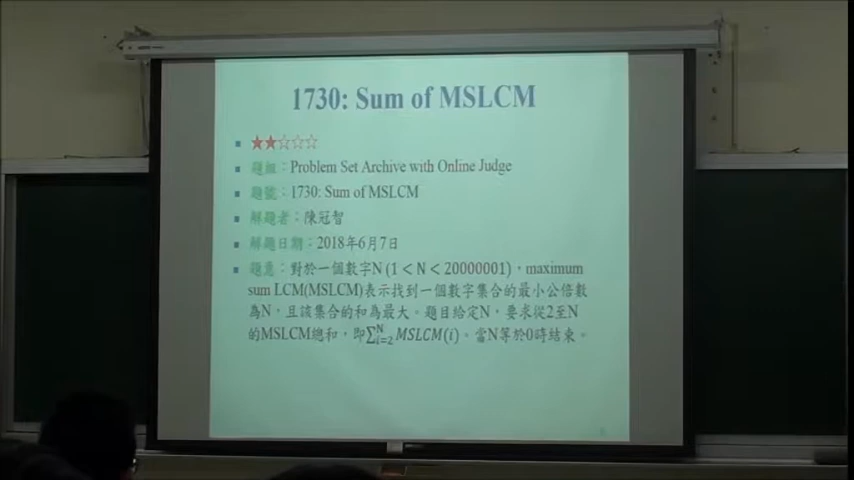 1730: Sum of MSLCM
★★☆☆☆
題組：Problem Set Archive with Online Judge
題號：1730: Sum of MSLCM
解題者：陳冠智
解題日期：2018年6月7日
題意：對於一個數字N (1 < N < 20000001)，maximum
sum LCM(MSLCM)表示找到一個數字集合的最小公倍數
為N，且該集合的和為最大。題目給定N，要求從2至N
的MSLCM總和，即∑_{i=2}^{N} MSLCM(i)。當N等於0時結束。